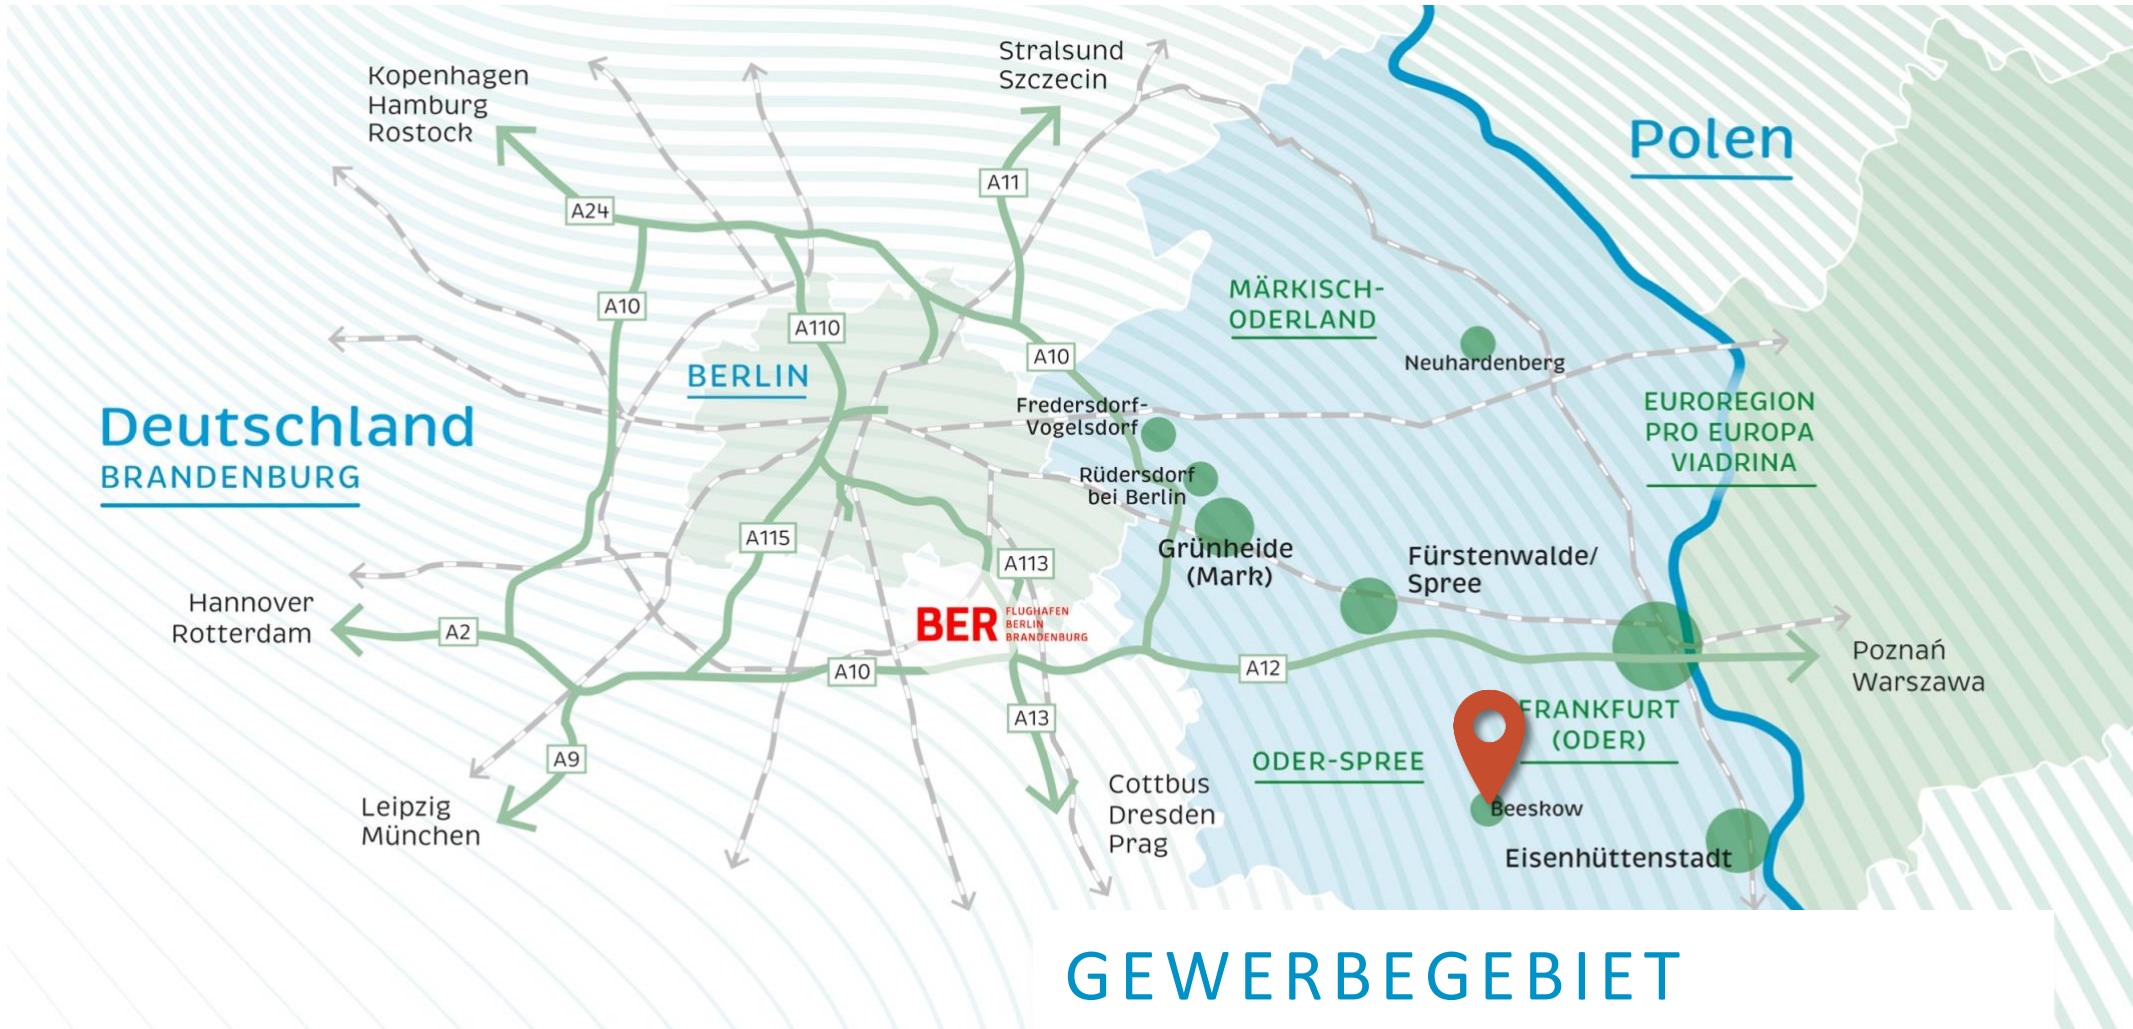 Kopenhagen
Hamburg
Rostock
Stralsund
Szczecin
Polen
A24
A11
A10
A110
A10
MÄRKISCH-
ODERLAND
Neuhardenberg
BERLIN
Deutschland
BRANDENBURG
Fredersdorf-
Vogelsdorf
EUROREGION
PRO EUROPA
VIADRINA
Rüdersdorf
bei Berlin
A115
A113
Grünheide
(Mark)
Fürstenwalde/
Spree
Hannover
Rotterdam
A2
BER
FLUGHAFEN
BERLIN
BRANDENBURG
A10
A12
Poznań
Warszawa
A13
A9
FRANKFURT
(ODER)
ODER-SPREE
Leipzig
München
Cottbus
Dresden
Prag
Beeskow
Eisenhüttenstadt
GEWERBEGEBIET